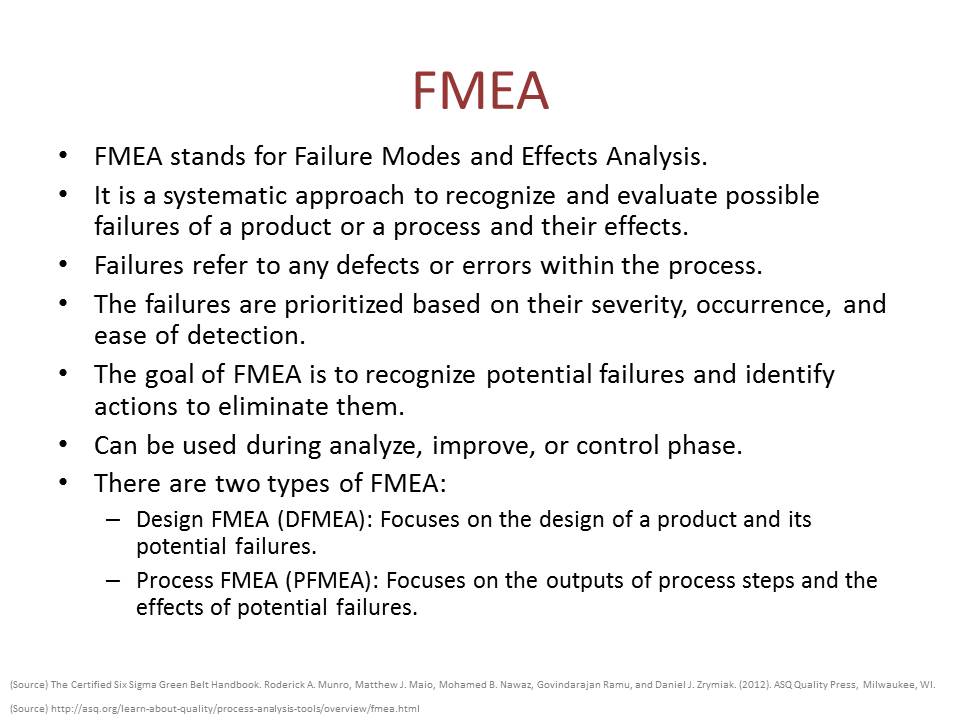 FMEA
• FMEA stands for Failure Modes and Effects Analysis.
• It is a systematic approach to recognize and evaluate possible
failures of a product or a process and their effects.
• Failures refer to any defects or errors within the process.
• The failures are prioritized based on their severity, occurrence, and
ease of detection.
• The goal of FMEA is to recognize potential failures and identify
actions to eliminate them.
• Can be used during analyze, improve, or control phase.
• There are two types of FMEA:
– Design FMEA (DFMEA): Focuses on the design of a product and its
potential failures.
– Process FMEA (PFMEA): Focuses on the outputs of process steps and the
effects of potential failures.
(Source) The Certified Six Sigma Green Belt Handbook. Roderick A. Munro, Matthew J. Maio, Mohamed B. Nawaz, Govindarajan Ramu, and Daniel J. Zrymiak. (2012). ASQ Quality Press, Milwaukee, WI.
(Source) http://asq.org/learn-about-quality/process-analysis-tools/overview/fmea.html